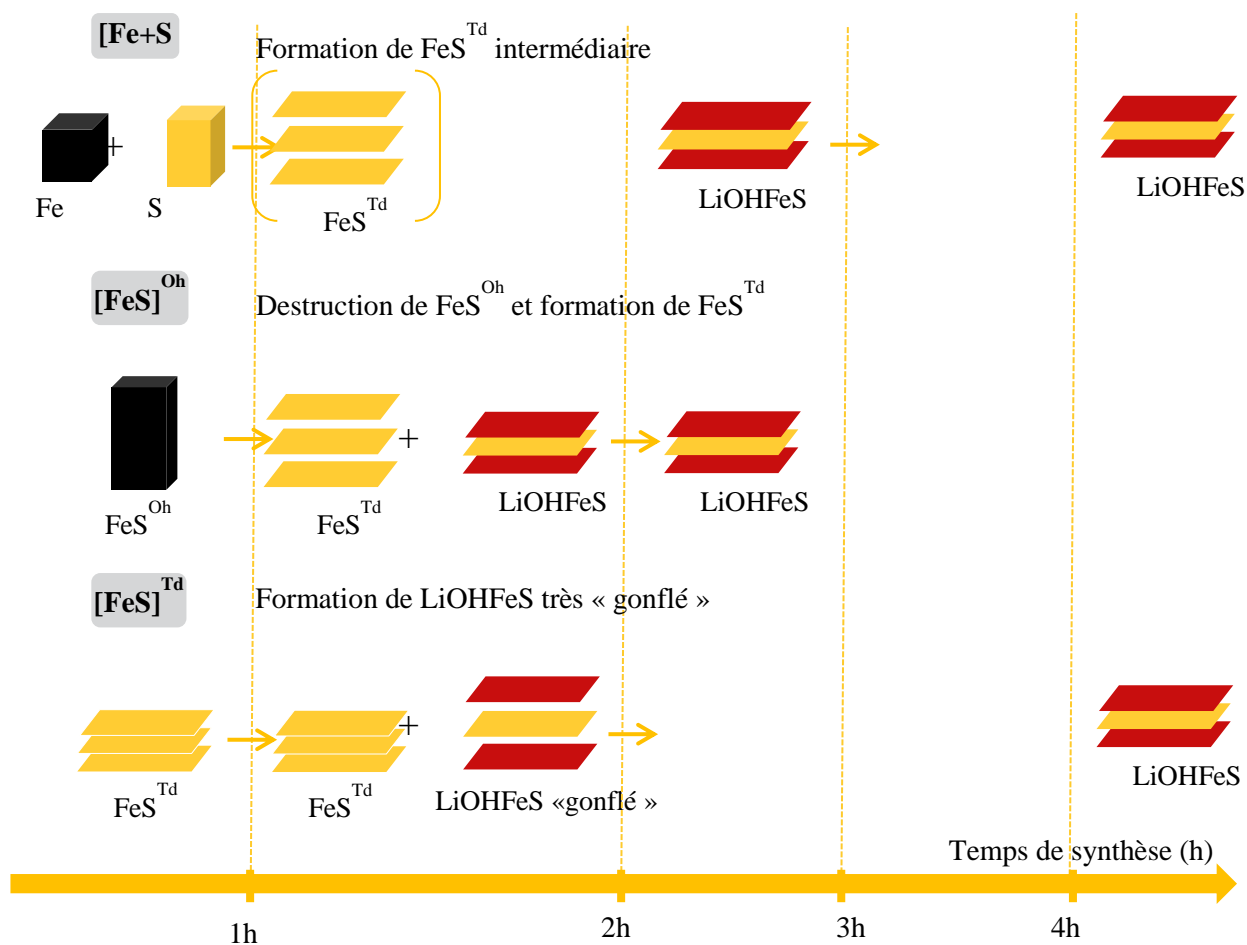 [Fe+S
Formation de FeS^Td intermédiaire
+
Fe
S
FeS^Td
LiOHFeS
LiOHFeS
[FeS]^Oh
Destruction de FeS^Oh et formation de FeS^Td
+
FeS^Oh
FeS^Td
LiOHFeS
LiOHFeS
[FeS]^Td
Formation de LiOHFeS très « gonflé »
+
FeS^Td
FeS^Td
LiOHFeS «gonflé »
LiOHFeS
Temps de synthèse (h)
1h
2h
3h
4h